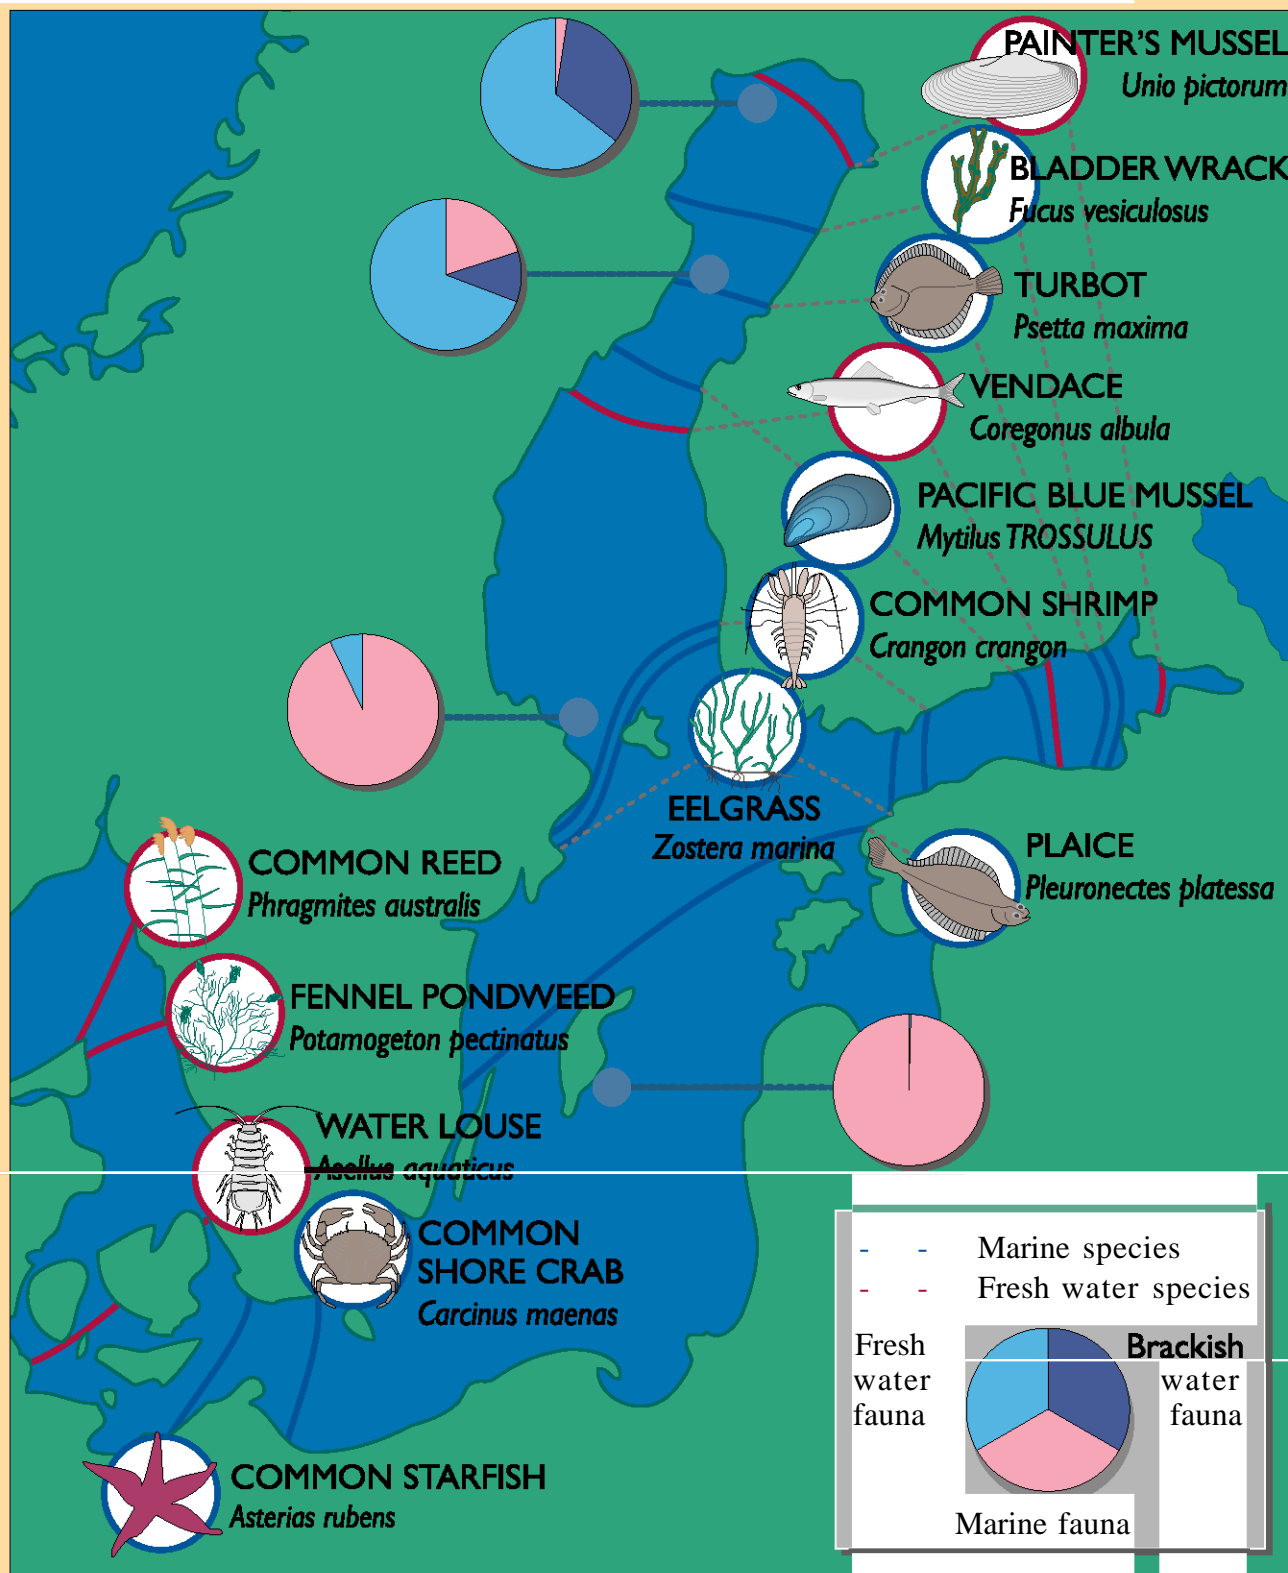 PAINTER'S MUSSEL
Unio pictorum
BLADDER WRACK
Fucus vesiculosus
TURBOT
Psetta maxima
VENDACE
Coregonus albula
PACIFIC BLUE MUSSEL
Mytilus TROSSULUS
COMMON SHRIMP
Crangon crangon
EELGRASS
Zostera marina
PLAICE
Pleuronectes platessa
COMMON REED
Phragmites australis
FENNEL PONDWEED
Potamogeton pectinatus
WATER LOUSE
Asellus aquaticus
COMMON
SHORE CRAB
Carcinus maenas
COMMON STARFISH
Asterias rubens
- - Marine species
- - Fresh water species
Fresh
water
fauna
Brackish
water
fauna
Marine fauna